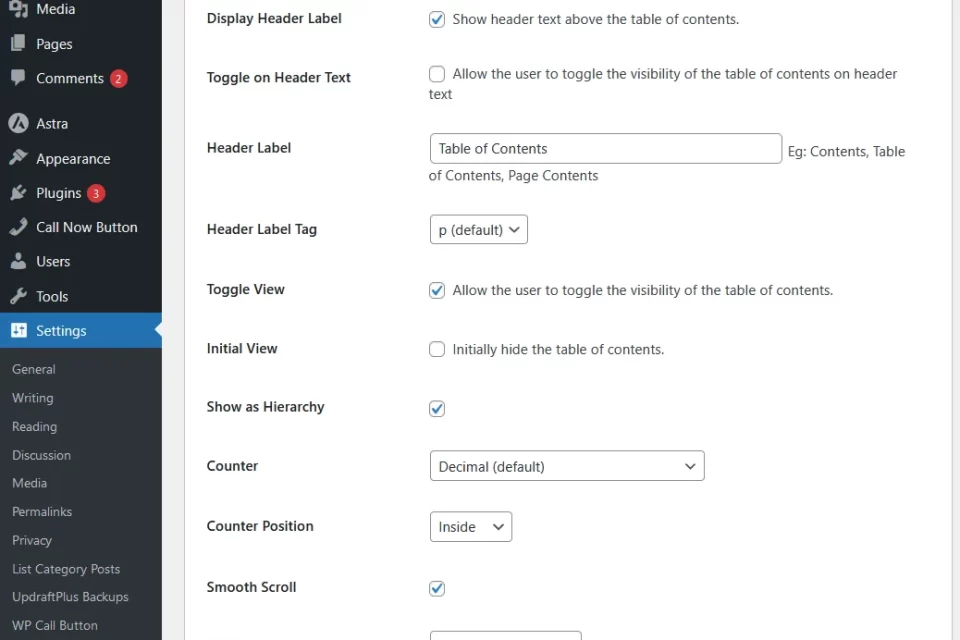 Media
Pages
Comments 2
Astra
Appearance
Plugins 3
Call Now Button
Users
Tools
Settings
General
Writing
Reading
Discussion
Media
Permalinks
Privacy
List Category Posts
UpdraftPlus Backups
WP Call Button
Display Header Label
Show header text above the table of contents.
Toggle on Header Text
Allow the user to toggle the visibility of the table of contents on header
text
Header Label
Table of Contents
Eg: Contents, Table
of Contents, Page Contents
Header Label Tag
p (default)
Toggle View
Allow the user to toggle the visibility of the table of contents.
Initial View
Initially hide the table of contents.
Show as Hierarchy
Counter
Decimal (default)
Counter Position
Inside
Smooth Scroll